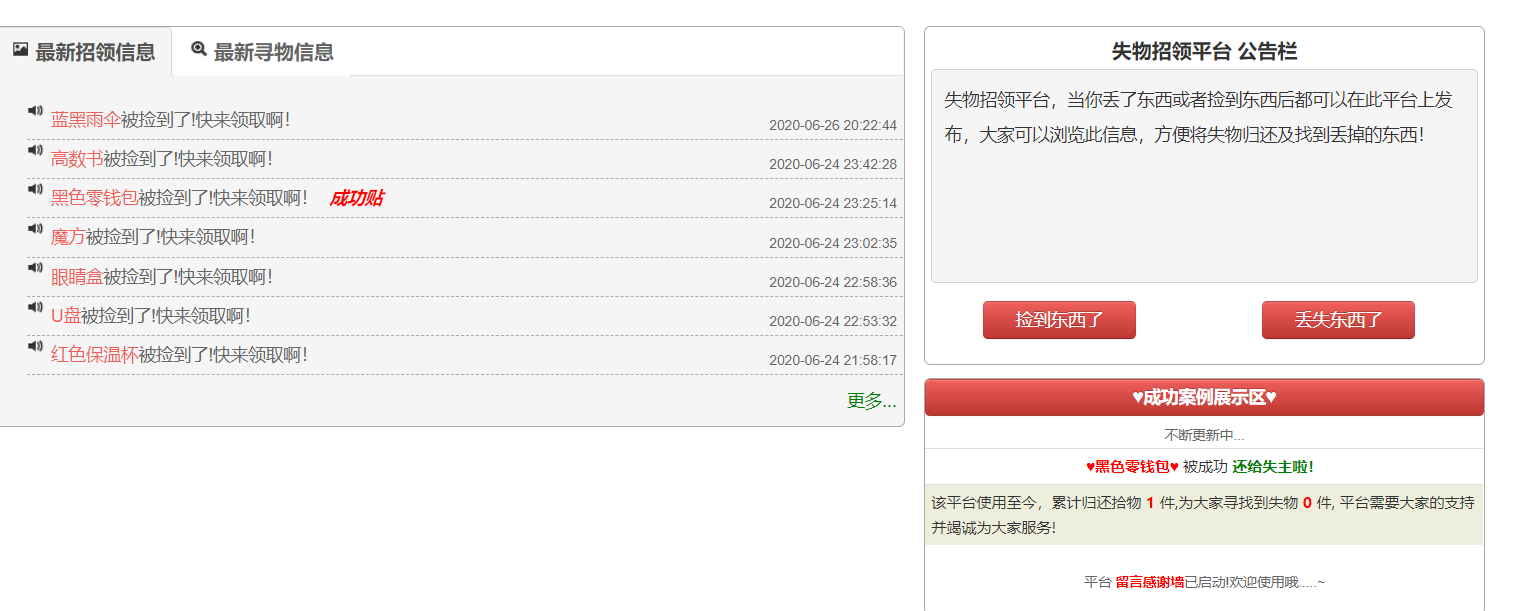 最新招领信息
最新寻物信息
蓝黑雨伞被捡到了!快来领取啊!
2020-06-26 20:22:44
高数书被捡到了!快来领取啊!
2020-06-24 23:42:28
黑色零钱包被捡到了!快来领取啊! 成功贴
2020-06-24 23:25:14
魔方被捡到了!快来领取啊!
2020-06-24 23:02:35
眼睛盒被捡到了!快来领取啊!
2020-06-24 22:58:36
U盘被捡到了!快来领取啊!
2020-06-24 22:53:32
红色保温杯被捡到了!快来领取啊!
2020-06-24 21:58:17
更多...
失物招领平台 公告栏
失物招领平台，当你丢了东西或者捡到东西后都可以在此平台上发
布，大家可以浏览此信息，方便将失物归还及找到丢掉的东西！
捡到东西了
丢失东西了
♥成功案例展示区♥
不断更新中...
♥黑色零钱包♥ 被成功 还给失主啦！
该平台使用至今，累计归还拾物 1 件,为大家寻找到失物 0 件, 平台需要大家的支持
并竭诚为大家服务!
平台 留言感谢墙已启动!欢迎使用哦.....~